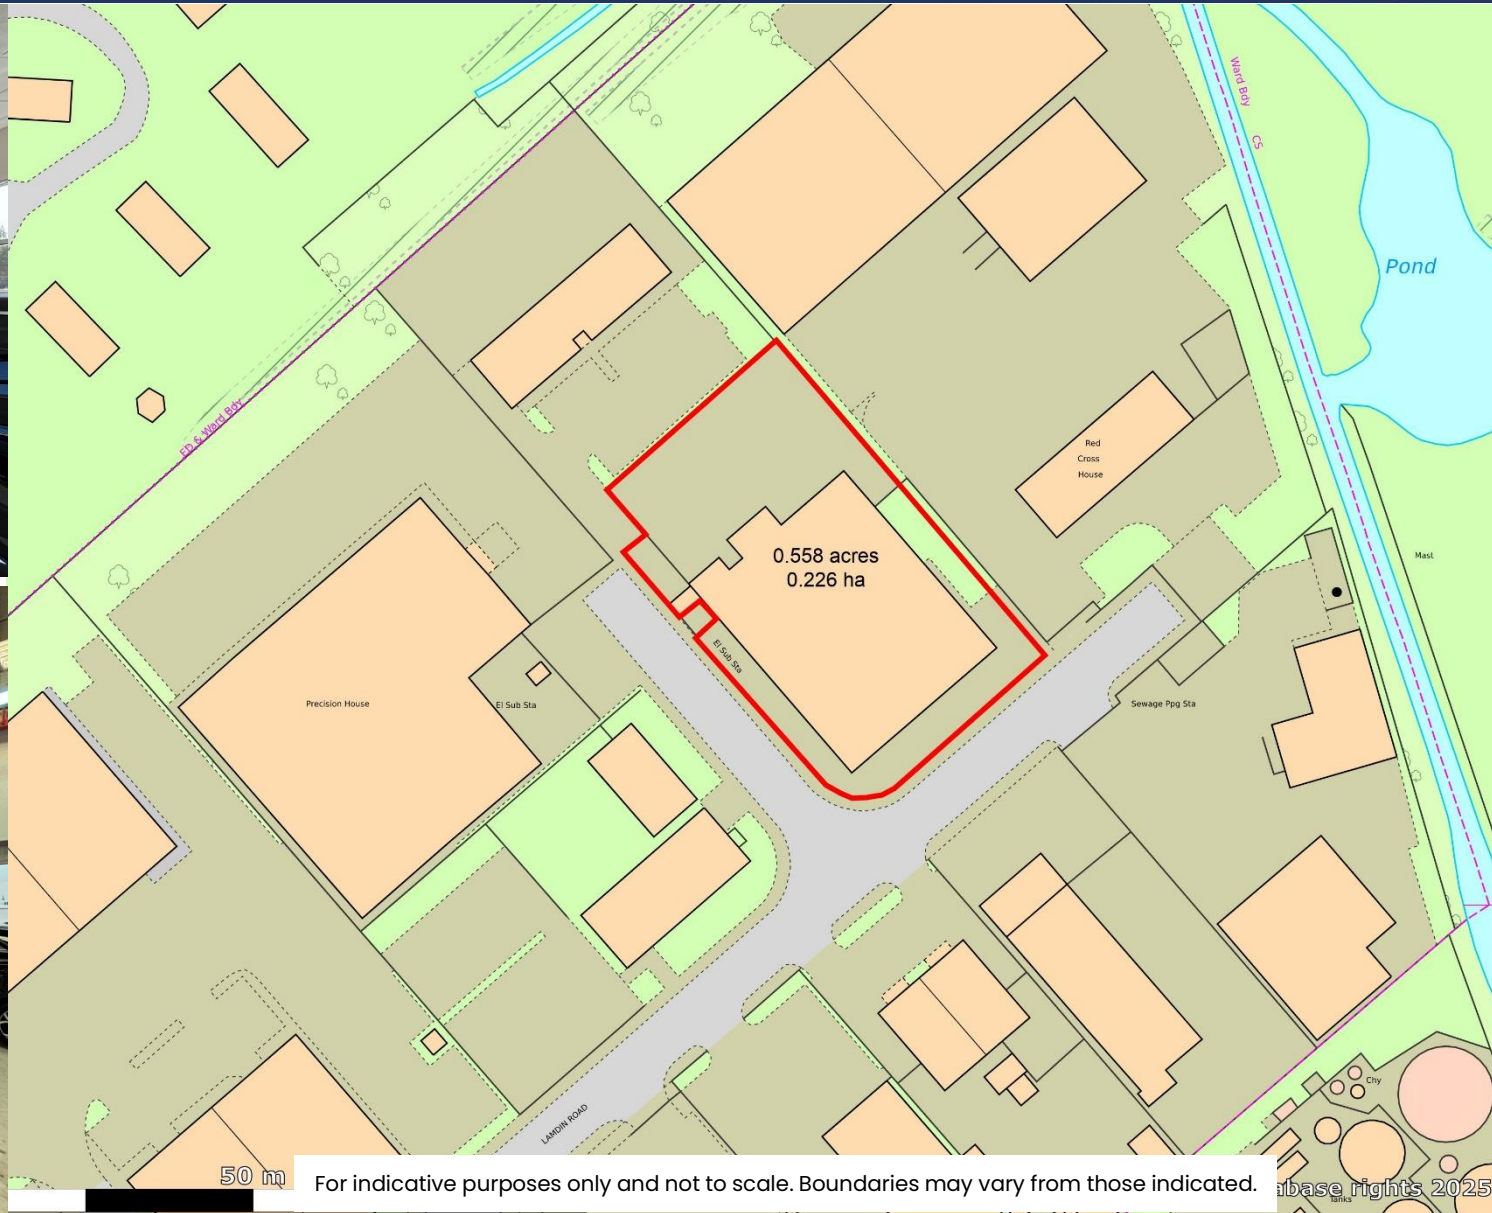 Ward Bdy
CS
Pond
ED & Ward Bdy
Red
Cross
House
0.558 acres
0.226 ha
Mast
El Sub Sta
Precision House
El Sub Sta
Sewage Ppg Sta
Chy
LAMDIN ROAD
50 m
For indicative purposes only and not to scale. Boundaries may vary from those indicated.
abase rights 2025
Tanks